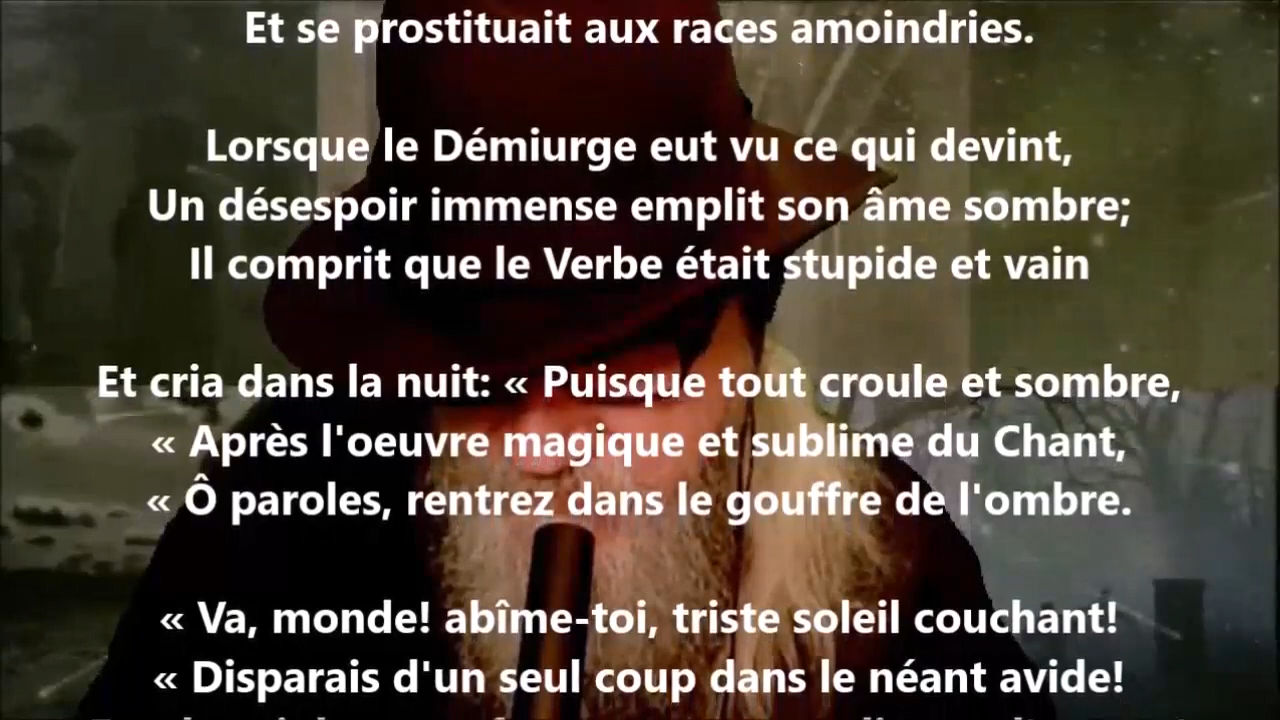 Et se prostituait aux races amoindries.
Lorsque le Démiurge eut vu ce qui devint,
Un désespoir immense emplit son âme sombre;
Il comprit que le Verbe était stupide et vain
Et cria dans la nuit: « Puisque tout croule et sombre,
« Après l'oeuvre magique et sublime du Chant,
« Ô paroles, rentrez dans le gouffre de l'ombre.
« Va, monde! abîme-toi, triste soleil couchant!
« Disparais d'un seul coup dans le néant avide!